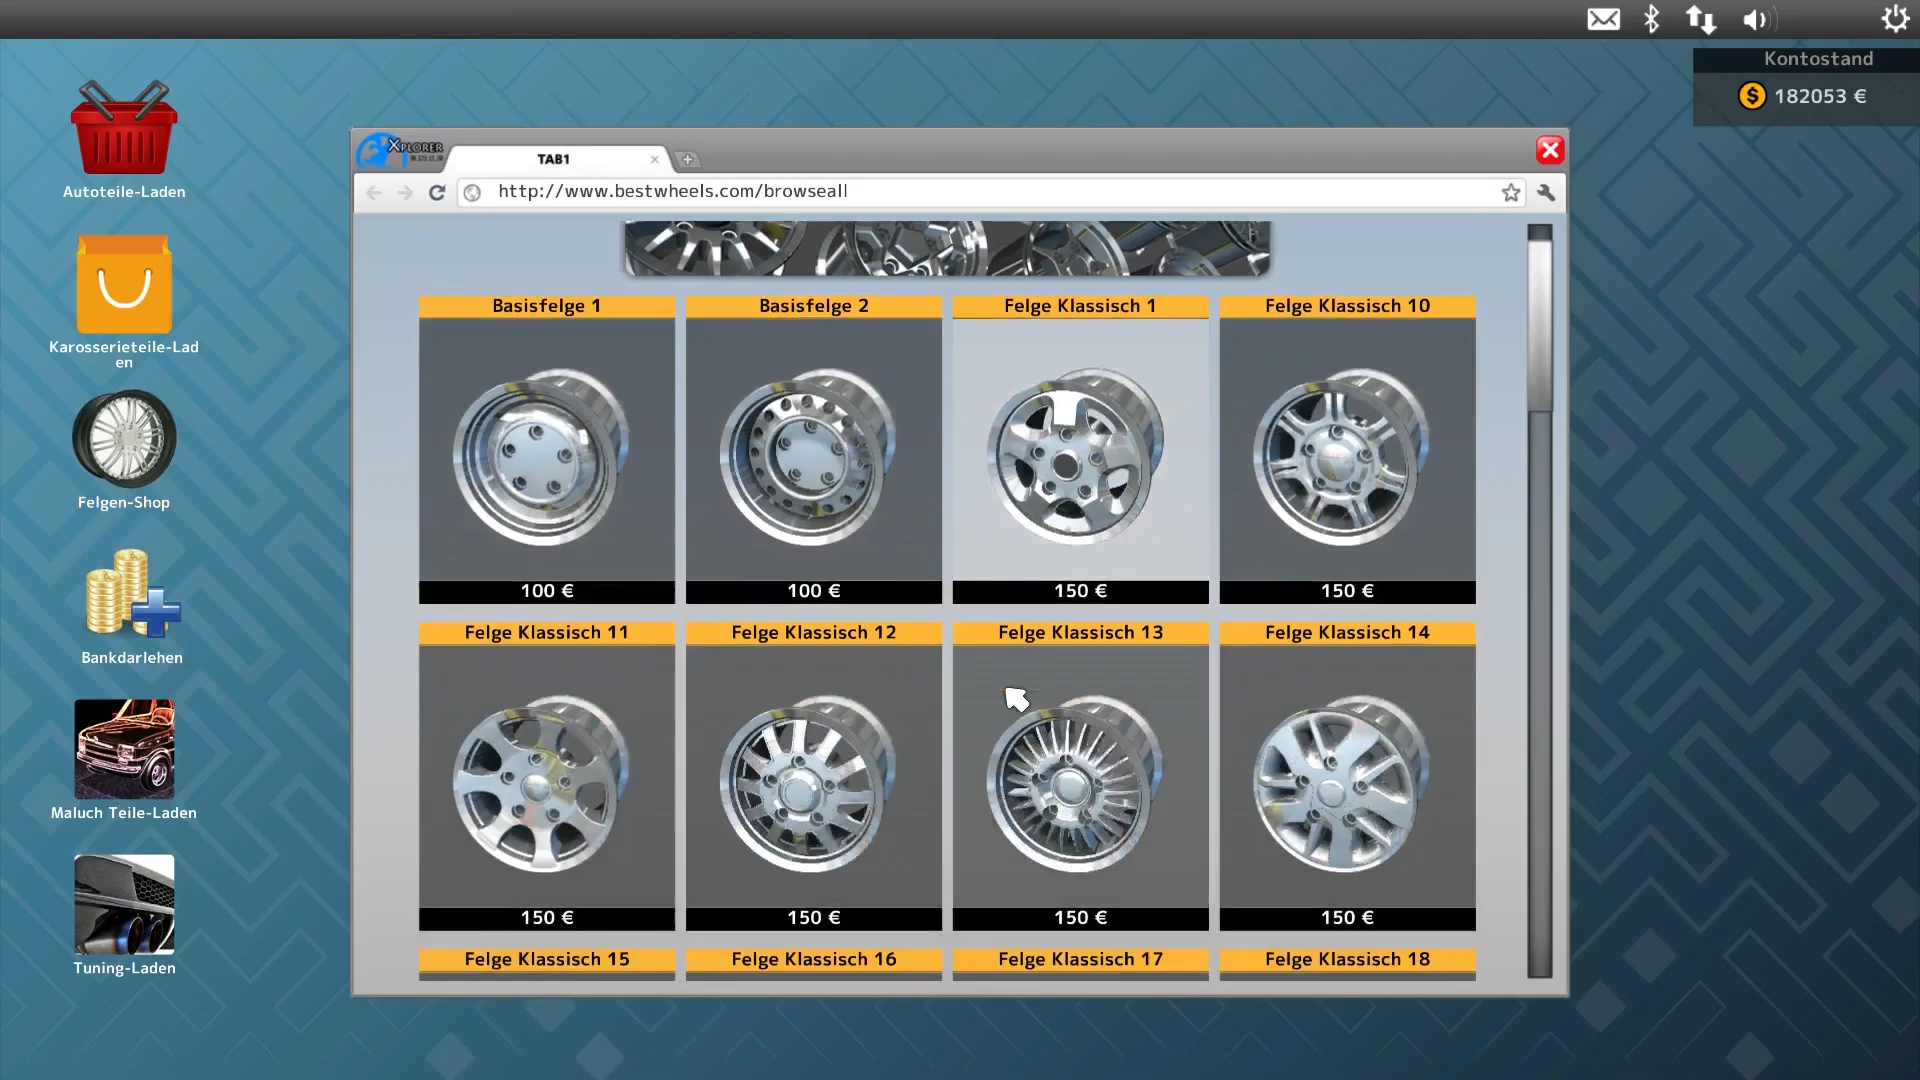 Kontostand
182053 €
XPLORER
TAB1
http://www.bestwheels.com/browseall
Autoteile-Laden
Karosserieteile-Lad
en
Felgen-Shop
Bankdarlehen
Maluch Teile-Laden
Tuning-Laden
Basisfelge 1
Basisfelge 2
Felge Klassisch 1
Felge Klassisch 10
100 €
100 €
150 €
150 €
Felge Klassisch 11
Felge Klassisch 12
Felge Klassisch 13
Felge Klassisch 14
150 €
150 €
150 €
150 €
Felge Klassisch 15
Felge Klassisch 16
Felge Klassisch 17
Felge Klassisch 18